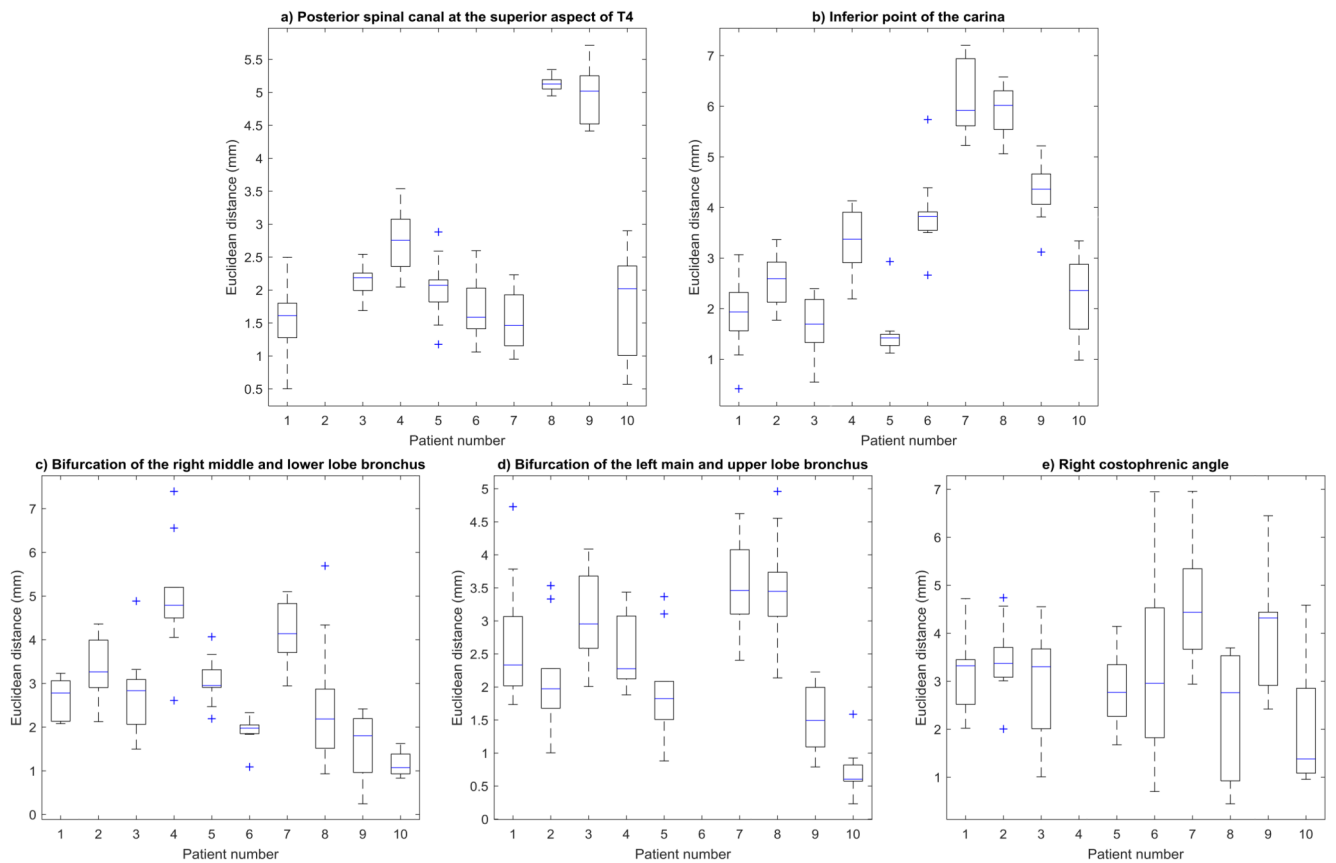 a) Posterior spinal canal at the superior aspect of T4
5.5
5
4.5
4
3.5
3
2.5
2
1.5
1
0.5
Euclidean distance (mm)
1 2 3 4 5 6 7 8 9 10
Patient number
b) Inferior point of the carina
7
6
5
4
3
2
1
Euclidean distance (mm)
1 2 3 4 5 6 7 8 9 10
Patient number
c) Bifurcation of the right middle and lower lobe bronchus
7
6
5
4
3
2
1
0
Euclidean distance (mm)
1 2 3 4 5 6 7 8 9 10
Patient number
d) Bifurcation of the left main and upper lobe bronchus
5
4.5
4
3.5
3
2.5
2
1.5
1
0.5
0
Euclidean distance (mm)
1 2 3 4 5 6 7 8 9 10
Patient number
e) Right costophrenic angle
7
6
5
4
3
2
1
Euclidean distance (mm)
1 2 3 4 5 6 7 8 9 10
Patient number